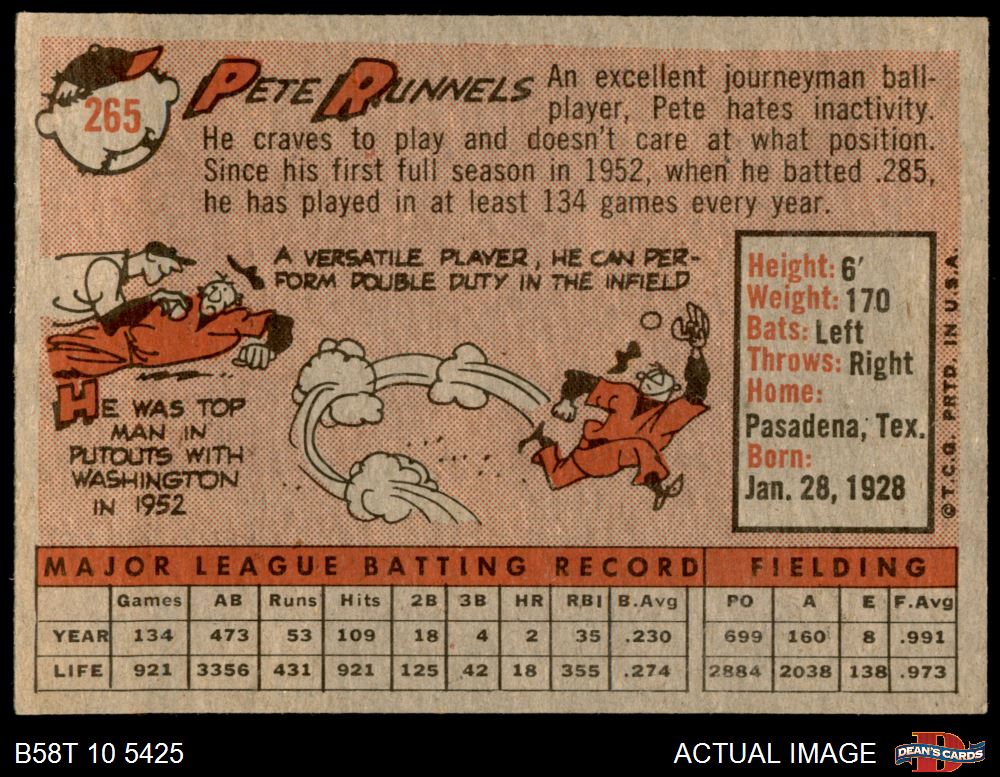 265
PETE RUNNELS
An excellent journeyman ball-
player, Pete hates inactivity.
He craves to play and doesn't care at what position.
Since his first full season in 1952, when he batted .285,
he has played in at least 134 games every year.
A VERSATILE PLAYER, HE CAN PER-
FORM DOUBLE DUTY IN THE INFIELD
HE WAS TOP
MAN IN
PUTOUTS WITH
WASHINGTON
IN 1952
Height: 6'
Weight: 170
Bats: Left
Throws: Right
Home:
Pasadena, Tex.
Born:
Jan. 28, 1928
© T.C.G. PRTD. IN U.S.A.
MAJOR LEAGUE BATTING RECORD FIELDING
Games AB Runs Hits 2B 3B HR RBI B.Avg PO A E F.Avg
YEAR 134 473 53 109 18 4 2 35 .230 699 160 8 .991
LIFE 921 3356 431 921 125 42 18 355 .274 2884 2038 138 .973
B58T 10 5425 ACTUAL IMAGE D DEAN'S CARDS